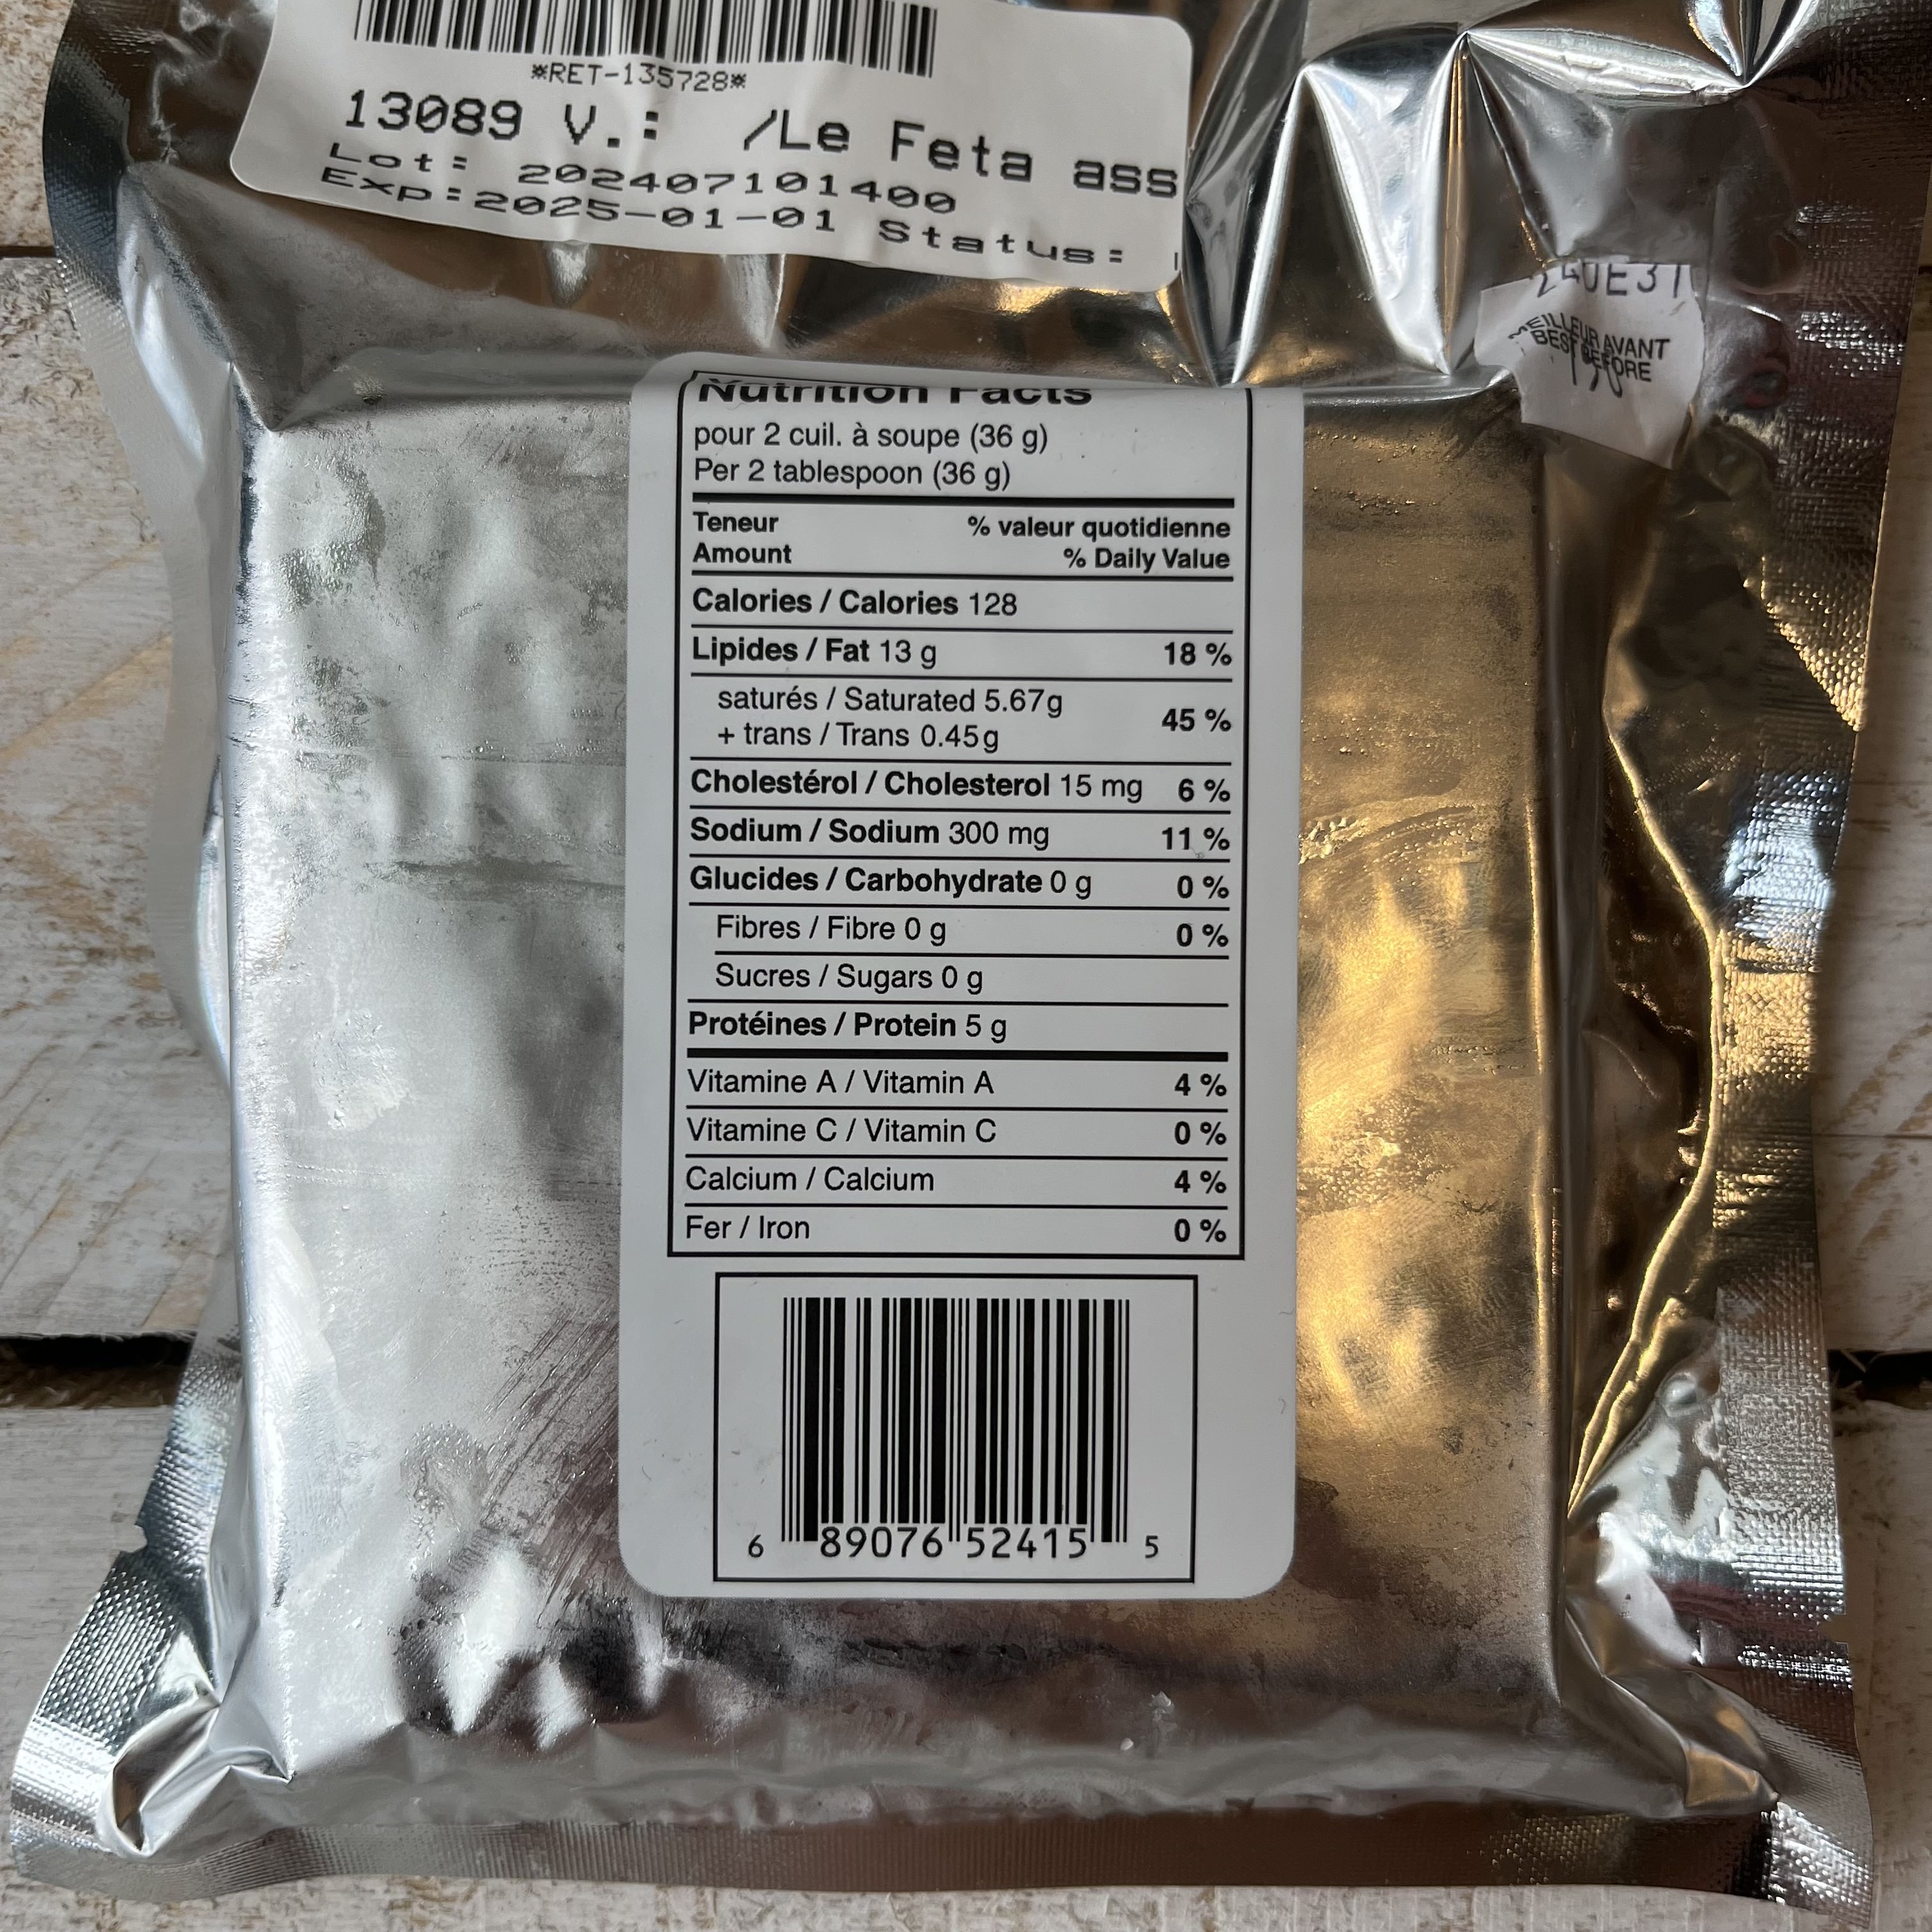 *RET-135728*
13089 V.: /Le Feta ass
Lot: 202407101400
Exp:2025-01-01 Status:
MEILLEUR AVANT
BEST BEFORE
Nutrition Facts
pour 2 cuil. à soupe (36 g)
Per 2 tablespoon (36 g)
Teneur % valeur quotidienne
Amount % Daily Value
Calories / Calories 128
Lipides / Fat 13 g 18 %
saturés / Saturated 5.67g
+ trans / Trans 0.45g 45 %
Cholestérol / Cholesterol 15 mg 6 %
Sodium / Sodium 300 mg 11 %
Glucides / Carbohydrate 0 g 0 %
Fibres / Fibre 0 g 0 %
Sucres / Sugars 0 g
Protéines / Protein 5 g
Vitamine A / Vitamin A 4 %
Vitamine C / Vitamin C 0 %
Calcium / Calcium 4 %
Fer / Iron 0 %
6 89076 52415 5